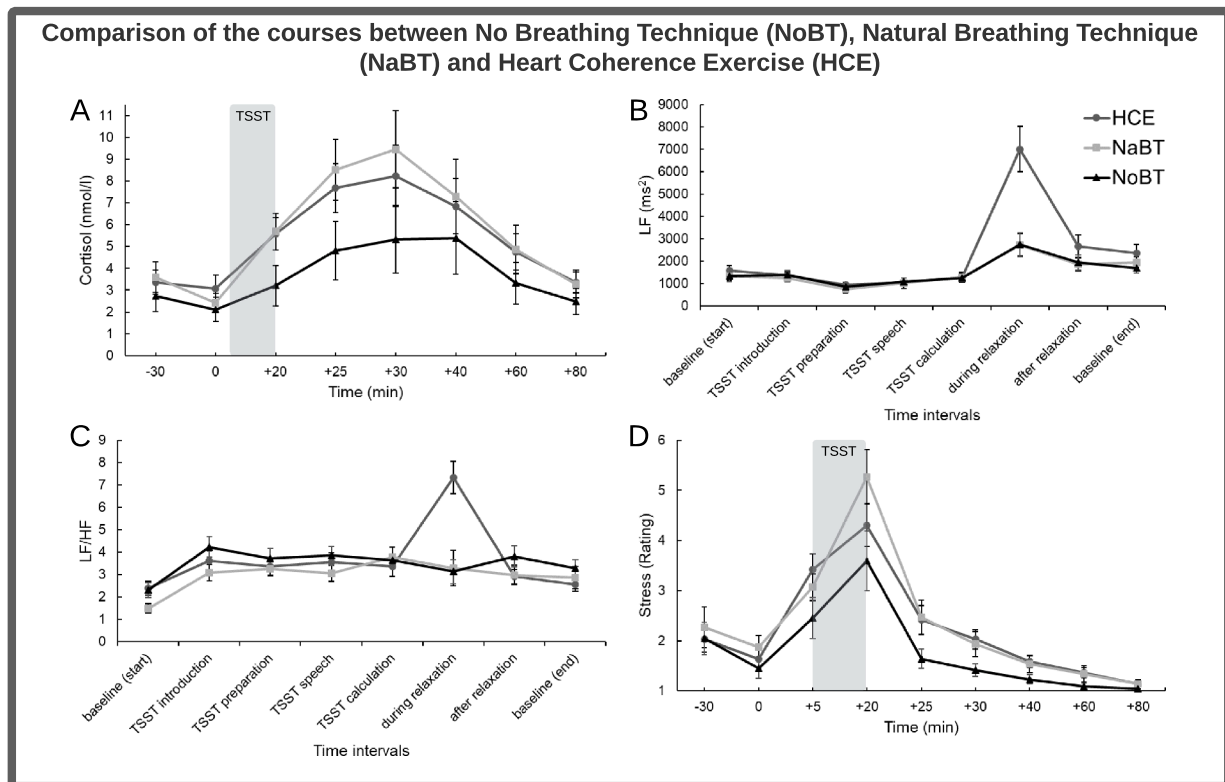 Comparison of the courses between No Breathing Technique (NoBT), Natural Breathing Technique
(NaBT) and Heart Coherence Exercise (HCE)
A
TSST
Cortisol (nmol/l)
11
10
9
8
7
6
5
4
3
2
1
0
-30 0 +20 +25 +30 +40 +60 +80
Time (min)
B
LF (ms²)
9000
8000
7000
6000
5000
4000
3000
2000
1000
0
HCE
NaBT
NoBT
baseline (start)
TSST introduction
TSST preparation
TSST speech
TSST calculation
during relaxation
after relaxation
baseline (end)
Time intervals
C
LF/HF
9
8
7
6
5
4
3
2
1
0
baseline (start)
TSST introduction
TSST preparation
TSST speech
TSST calculation
during relaxation
after relaxation
baseline (end)
Time intervals
D
TSST
Stress (Rating)
6
5
4
3
2
1
-30 0 +5 +20 +25 +30 +40 +60 +80
Time (min)